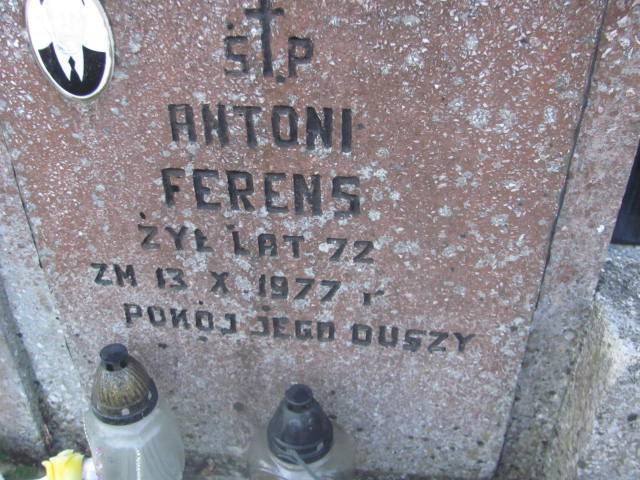 Ś P
ANTONI
FERENS
ŻYŁ LAT 72
ZM 13 X 1977 r
POKÓJ JEGO DUSZY